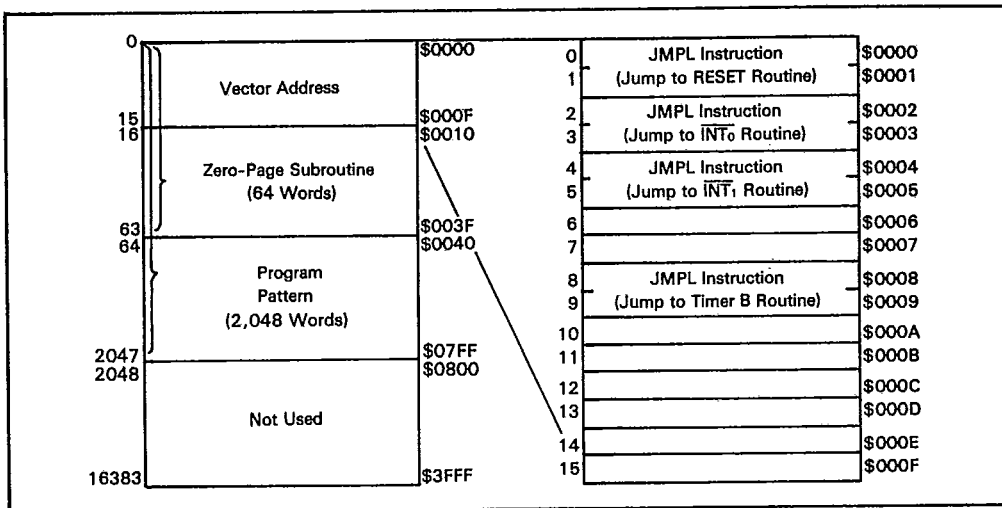 0
$0000
Vector Address
15
$000F
16
$0010
Zero-Page Subroutine
(64 Words)
63
$003F
64
$0040
Program
Pattern
(2,048 Words)
2047
$07FF
2048
$0800
Not Used
16383
$3FFF
0
JMPL Instruction
$0000
1
(Jump to RESET Routine)
$0001
2
JMPL Instruction
$0002
3
(Jump to I̅N̅T̅₀ Routine)
$0003
4
JMPL Instruction
$0004
5
(Jump to I̅N̅T̅₁ Routine)
$0005
6
$0006
7
$0007
8
JMPL Instruction
$0008
9
(Jump to Timer B Routine)
$0009
10
$000A
11
$000B
12
$000C
13
$000D
14
$000E
15
$000F